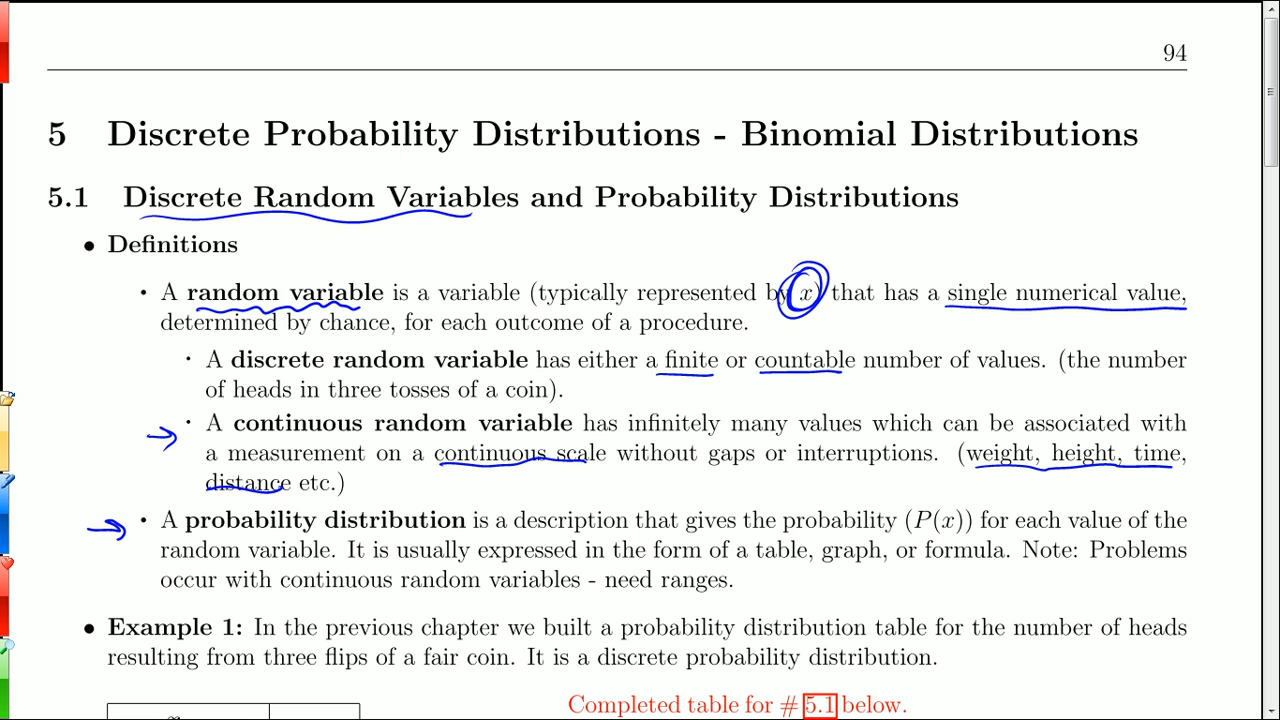 94
5 Discrete Probability Distributions - Binomial Distributions
5.1 Discrete Random Variables and Probability Distributions
• Definitions
· A random variable is a variable (typically represented by x) that has a single numerical value,
determined by chance, for each outcome of a procedure.
· A discrete random variable has either a finite or countable number of values. (the number
of heads in three tosses of a coin).
· A continuous random variable has infinitely many values which can be associated with
a measurement on a continuous scale without gaps or interruptions. (weight, height, time,
distance etc.)
· A probability distribution is a description that gives the probability (P(x)) for each value of the
random variable. It is usually expressed in the form of a table, graph, or formula. Note: Problems
occur with continuous random variables - need ranges.
• Example 1: In the previous chapter we built a probability distribution table for the number of heads
resulting from three flips of a fair coin. It is a discrete probability distribution.
Completed table for # 5.1 below.